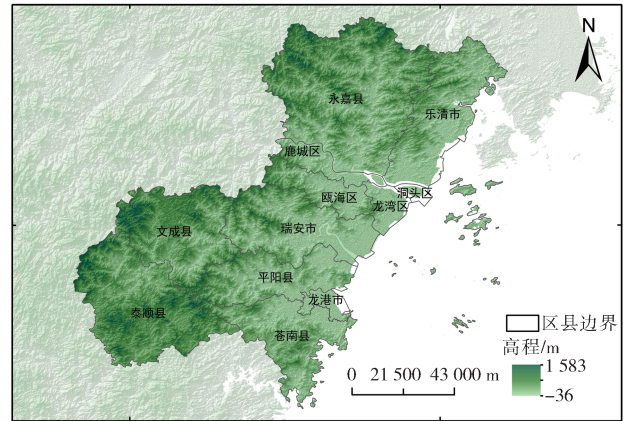 N
永嘉县
乐清市
鹿城区
洞头区
瓯海区
龙湾区
文成县
瑞安市
平阳县
龙港市
泰顺县
苍南县
区县边界
高程/m
1 583
-36
0 21 500 43 000 m